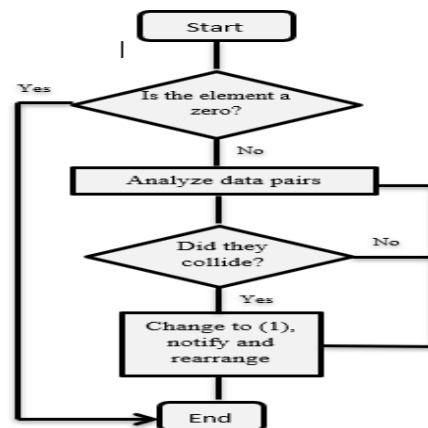 Start
Yes
Is the element a
zero?
No
Analyze data pairs
Did they
collide?
No
Yes
Change to (1),
notify and
rearrange
End